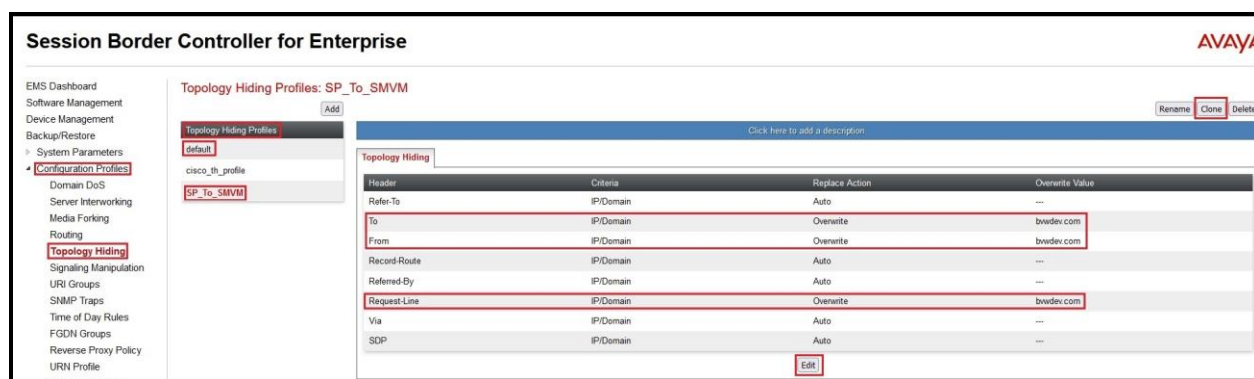 Session Border Controller for Enterprise
AVAYA
EMS Dashboard
Software Management
Device Management
Backup/Restore
System Parameters
Configuration Profiles
Domain DoS
Server Interworking
Media Forking
Routing
Topology Hiding
Signaling Manipulation
URI Groups
SNMP Traps
Time of Day Rules
FGDN Groups
Reverse Proxy Policy
URN Profile
Topology Hiding Profiles: SP_To_SMVM
Add
Rename Clone Delete
Topology Hiding Profiles
default
cisco_th_profile
SP_To_SMVM
Click here to add a description.
Topology Hiding
Header Criteria Replace Action Overwrite Value
Refer-To IP/Domain Auto ---
To IP/Domain Overwrite bvwdev.com
From IP/Domain Overwrite bvwdev.com
Record-Route IP/Domain Auto ---
Referred-By IP/Domain Auto ---
Request-Line IP/Domain Overwrite bvwdev.com
Via IP/Domain Auto ---
SDP IP/Domain Auto ---
Edit